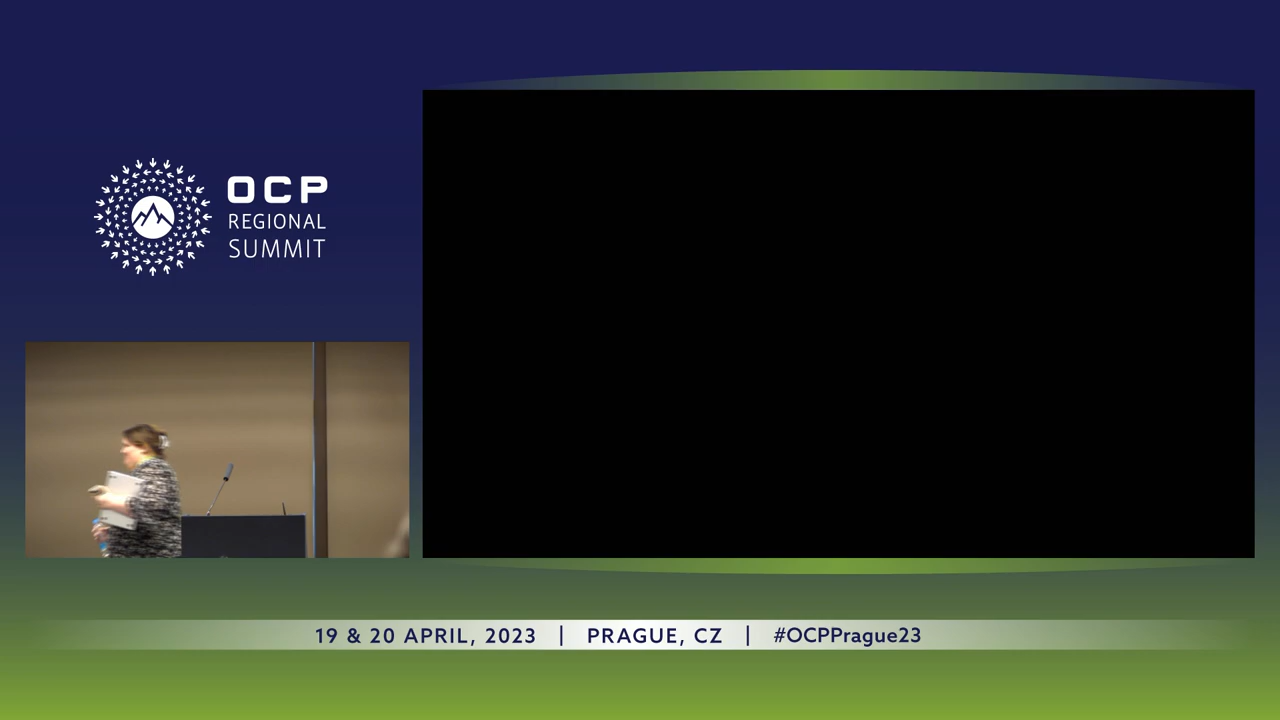 OCP
REGIONAL
SUMMIT
19 & 20 APRIL, 2023 | PRAGUE, CZ | #OCPPrague23